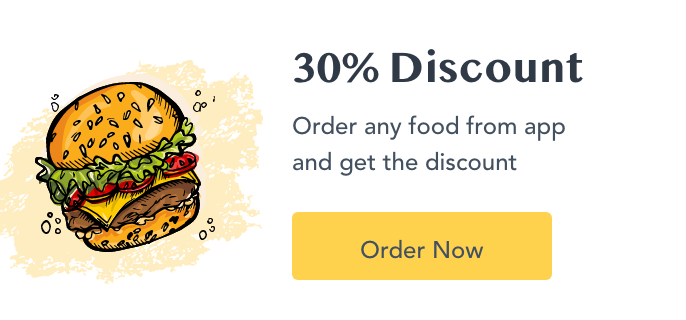 30% Discount
Order any food from app
and get the discount
Order Now